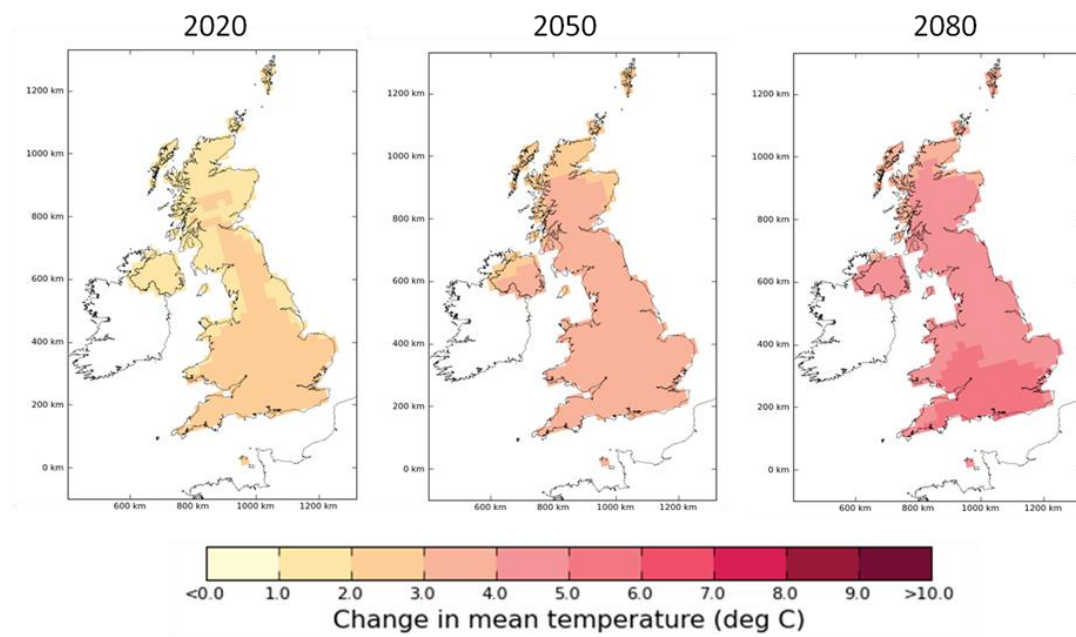 2020 2050 2080
1200 km 1200 km 1200 km
1000 km 1000 km 1000 km
800 km 800 km 800 km
600 km 600 km 600 km
400 km 400 km 400 km
200 km 200 km 200 km
0 km 0 km 0 km
600 km 800 km 1000 km 1200 km 600 km 800 km 1000 km 1200 km 600 km 800 km 1000 km 1200 km
<0.0 1.0 2.0 3.0 4.0 5.0 6.0 7.0 8.0 9.0 >10.0
Change in mean temperature (deg C)